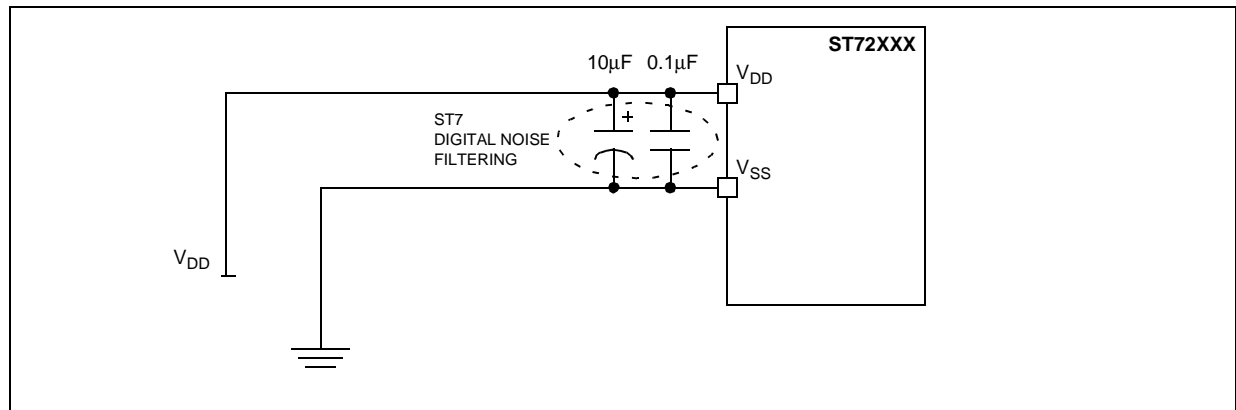 ST72XXX
10μF 0.1μF
VDD
+
ST7
DIGITAL NOISE
FILTERING
VSS
VDD